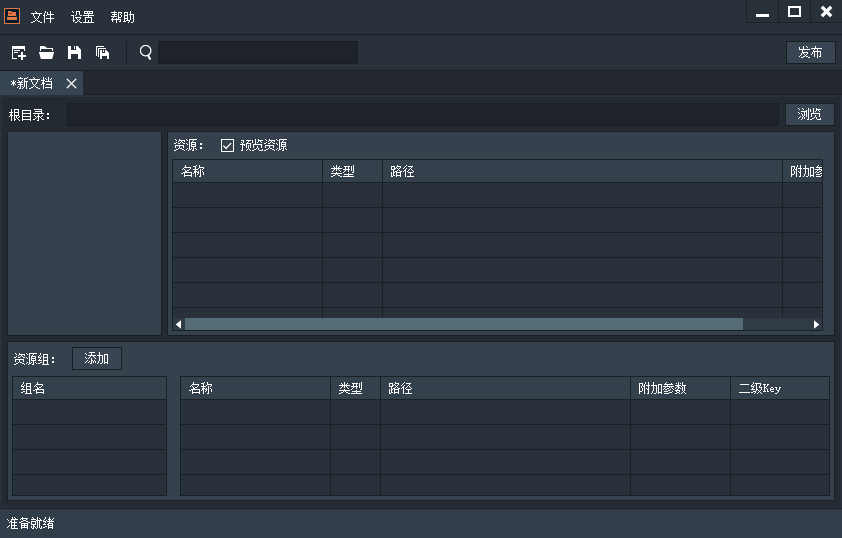 文件 设置 帮助
发布
*新文档
根目录: 浏览
资源: 预览资源
名称 类型 路径 附加参
资源组: 添加
组名 名称 类型 路径 附加参数 二级Key
准备就绪